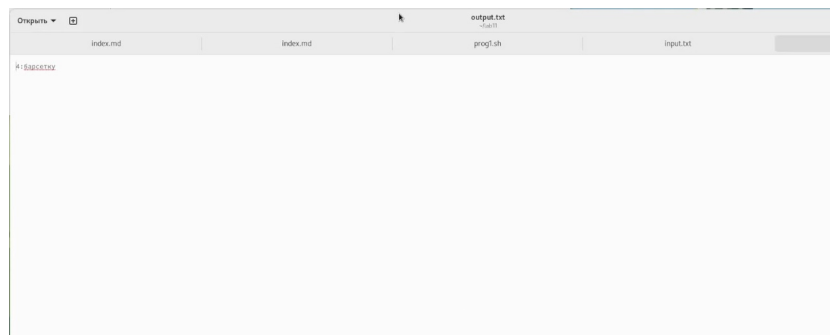 Открыть
output.txt
~/lab11
index.md
index.md
prog1.sh
input.txt
4:барсетку